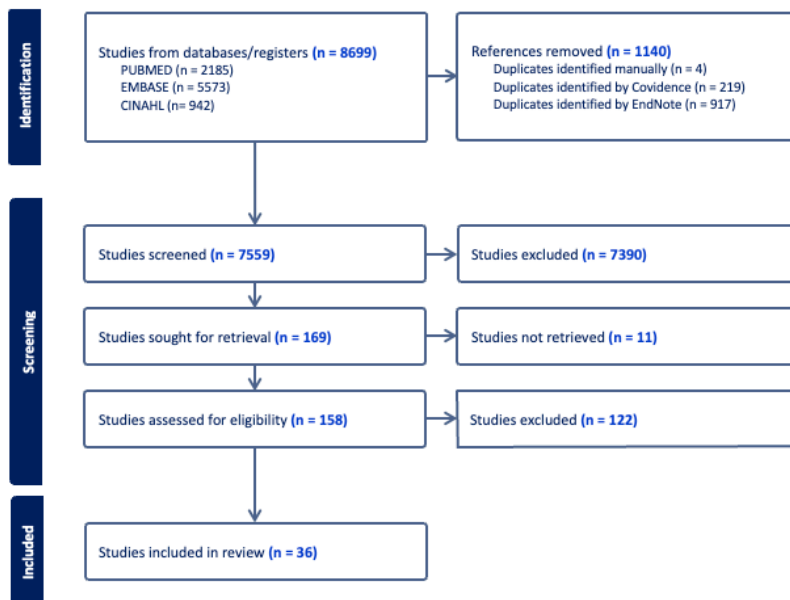 Identification
Studies from databases/registers (n = 8699)
PUBMED (n = 2185)
EMBASE (n = 5573)
CINAHL (n= 942)
References removed (n = 1140)
Duplicates identified manually (n = 4)
Duplicates identified by Covidence (n = 219)
Duplicates identified by EndNote (n = 917)
Screening
Studies screened (n = 7559)
Studies excluded (n = 7390)
Studies sought for retrieval (n = 169)
Studies not retrieved (n = 11)
Studies assessed for eligibility (n = 158)
Studies excluded (n = 122)
Included
Studies included in review (n = 36)